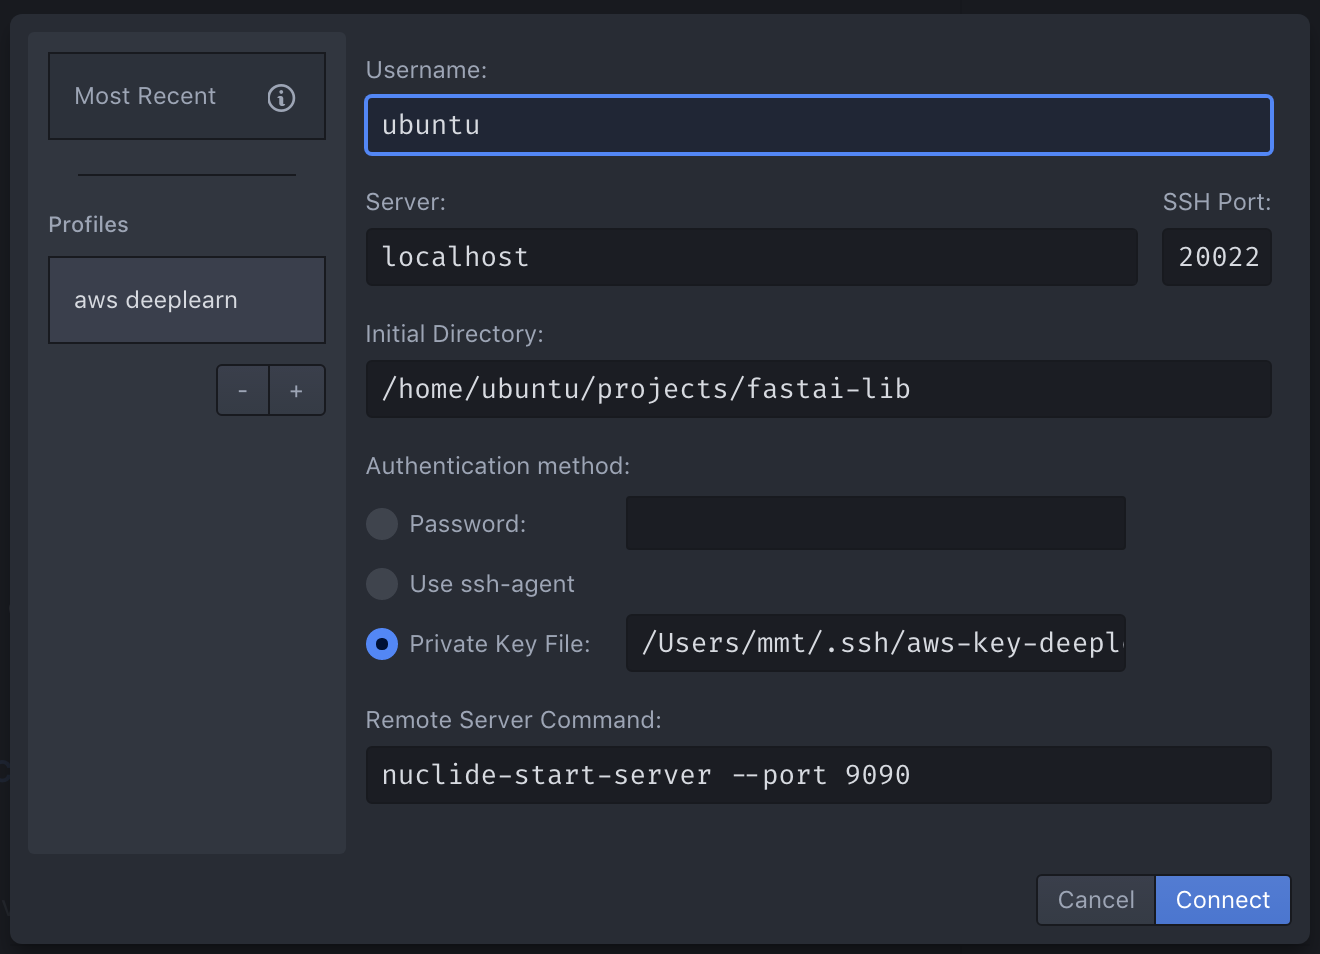 Most Recent
Profiles
aws deeplearn
- +
Username:
ubuntu
Server: SSH Port:
localhost 20022
Initial Directory:
/home/ubuntu/projects/fastai-lib
Authentication method:
Password:
Use ssh-agent
Private Key File: /Users/mmt/.ssh/aws-key-deepl
Remote Server Command:
nuclide-start-server --port 9090
Cancel Connect